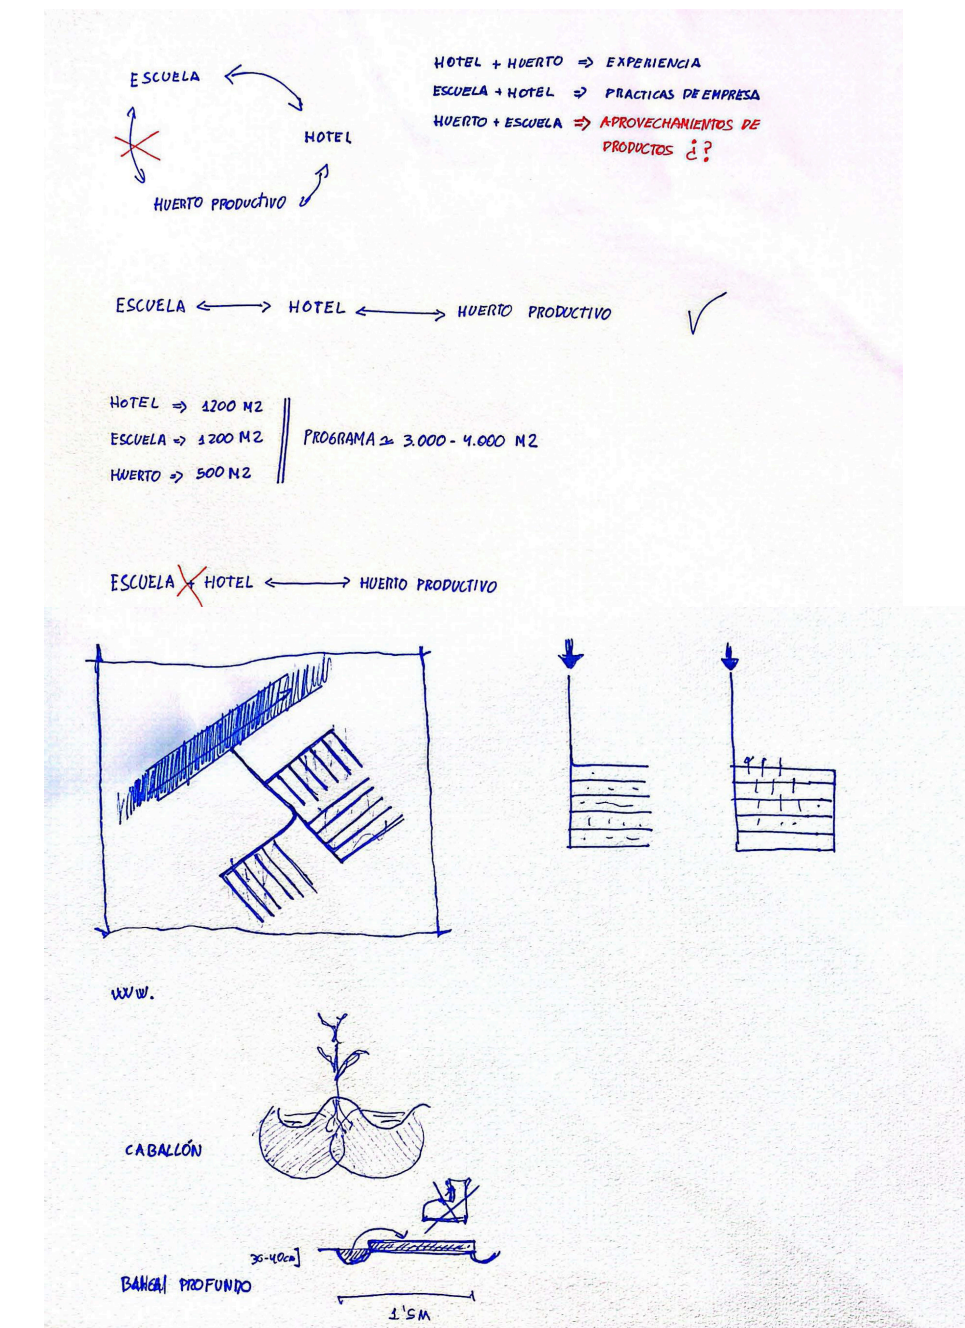 ESCUELA
HOTEL
HUERTO PRODUCTIVO
HOTEL + HUERTO => EXPERIENCIA
ESCUELA + HOTEL => PRACTICAS DE EMPRESA
HUERTO + ESCUELA => APROVECHAMIENTOS DE
PRODUCTOS ¿?
ESCUELA <-> HOTEL <-> HUERTO PRODUCTIVO
HOTEL => 1200 M2
ESCUELA => 1200 M2
HUERTO => 500 M2
PROGRAMA ≃ 3.000 - 4.000 M2
ESCUELA + HOTEL <-> HUERTO PRODUCTIVO
CABALLÓN
30-40cm
BANCAL PROFUNDO
1'5M